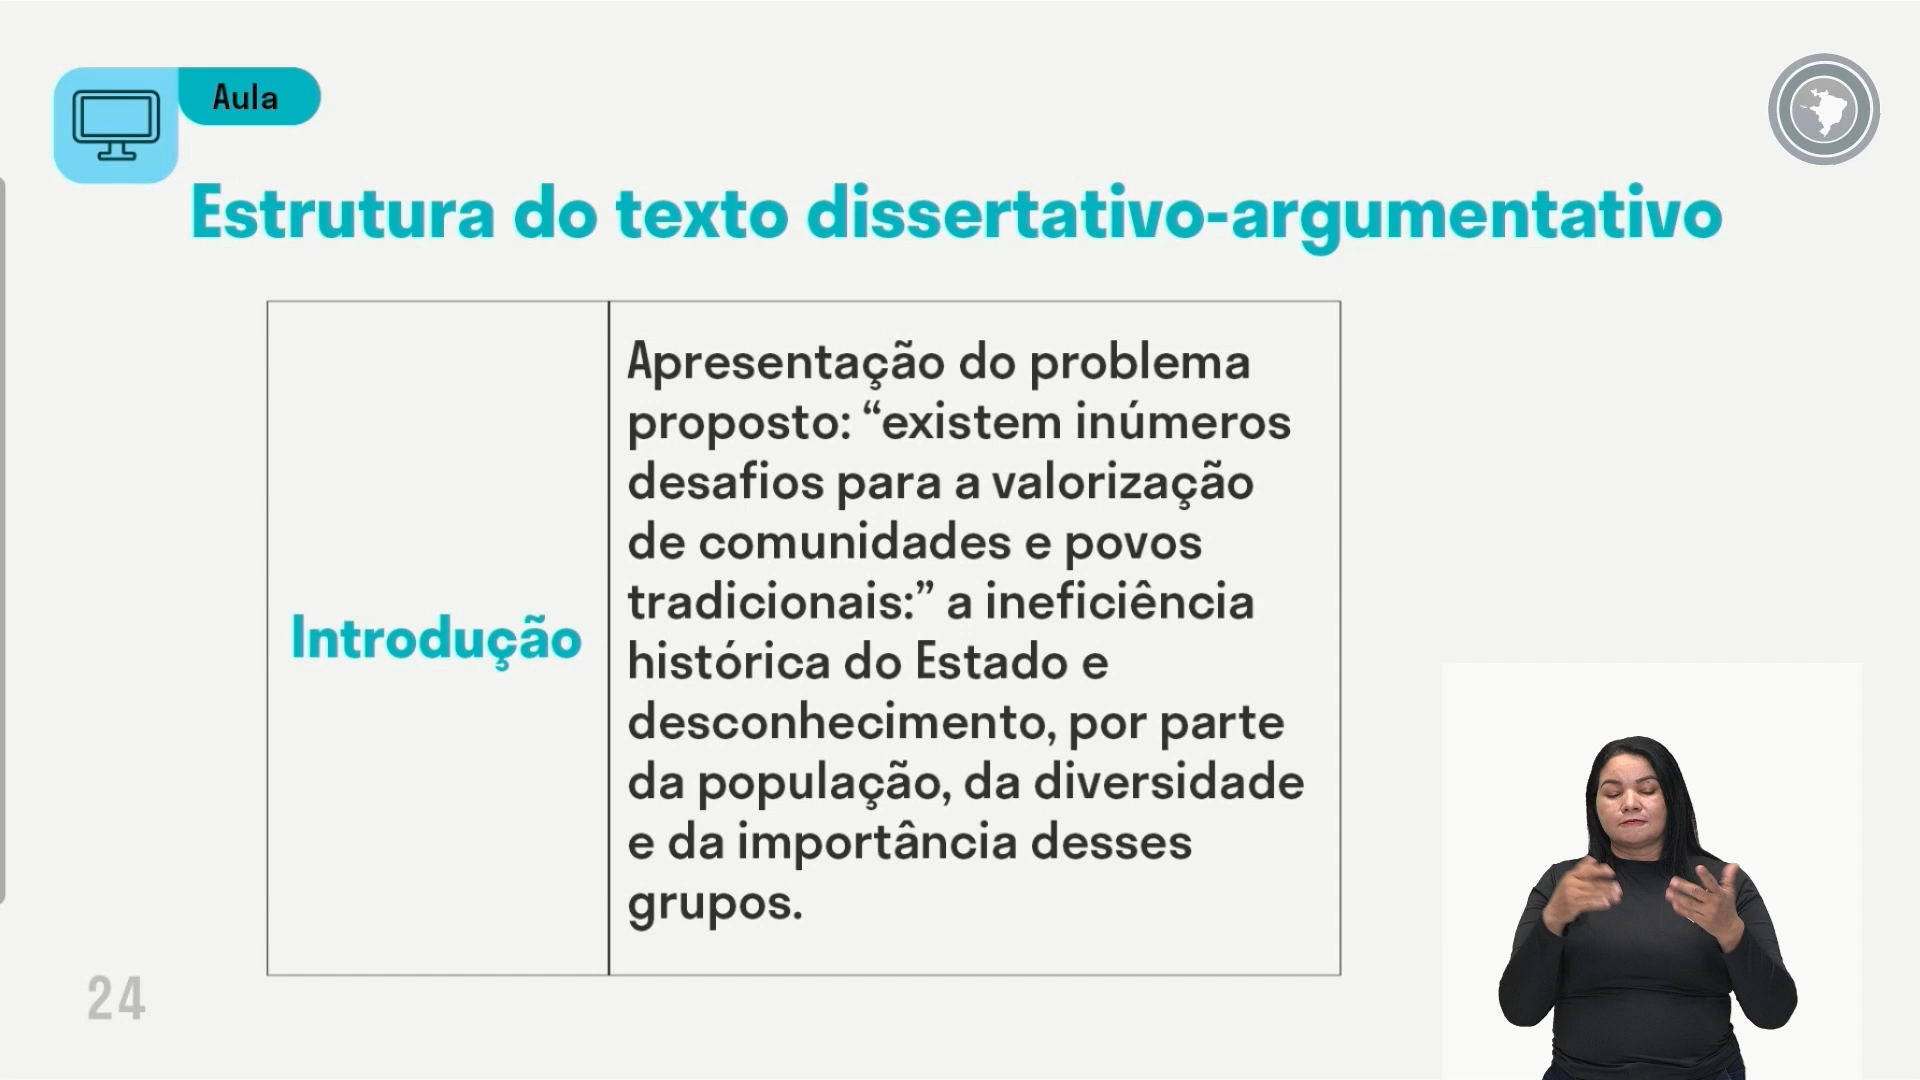 Aula
Estrutura do texto dissertativo-argumentativo
Introdução
Apresentação do problema
proposto: “existem inúmeros
desafios para a valorização
de comunidades e povos
tradicionais:” a ineficiência
histórica do Estado e
desconhecimento, por parte
da população, da diversidade
e da importância desses
grupos.
24